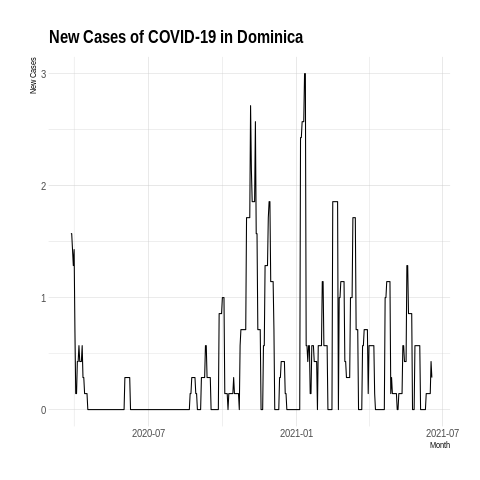 New Cases of COVID-19 in Dominica
New Cases
3
2
1
0
2020-07
2021-01
2021-07
Month